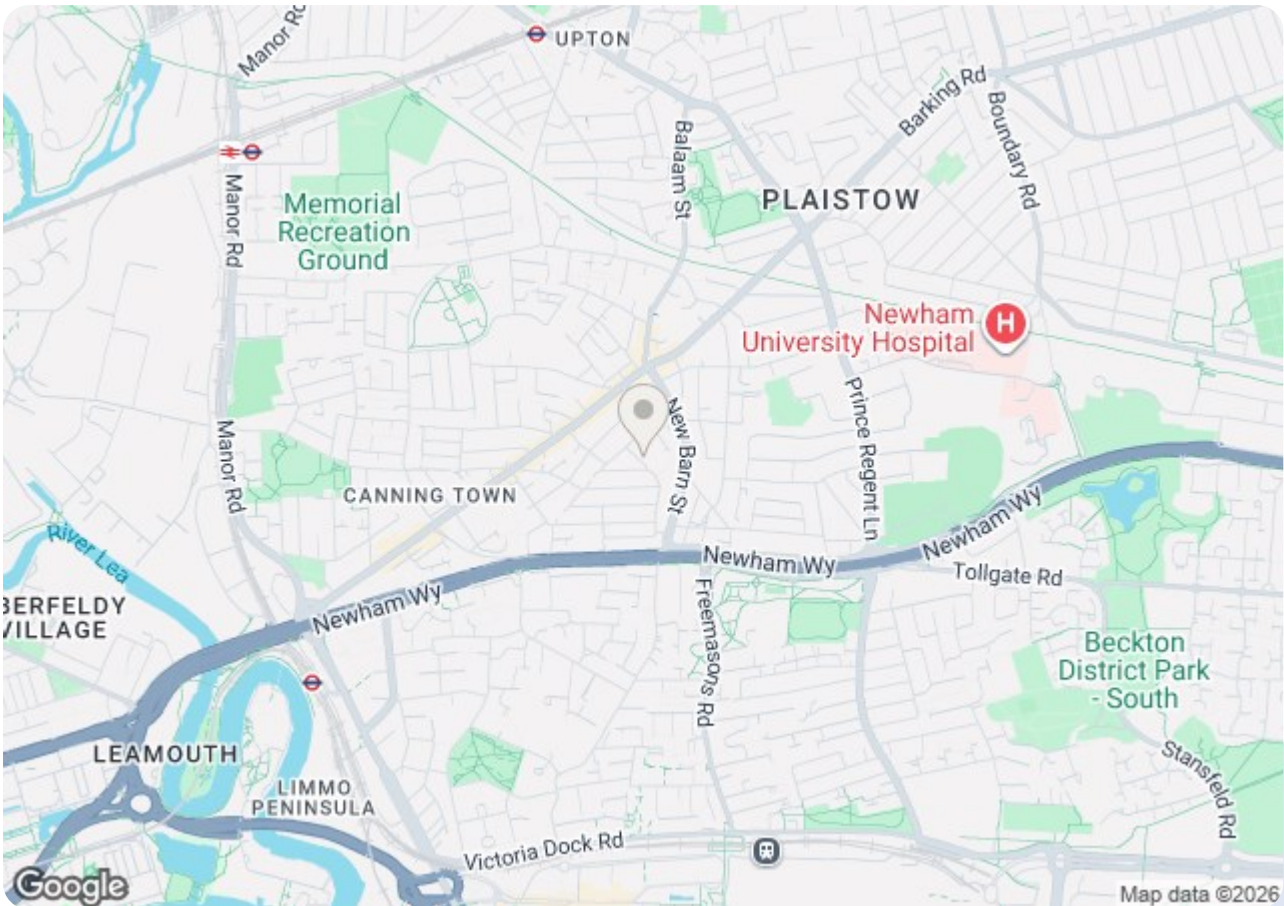 Manor Rd
UPTON
Barking Rd
Boundary Rd
Balaam St
PLAISTOW
Manor Rd
Memorial
Recreation
Ground
Newham
University Hospital
H
Prince Regent Ln
New Barn St
Manor Rd
CANNING TOWN
River Lea
Newham Wy
Newham Wy
Newham Wy
Tollgate Rd
BERFELDY
VILLAGE
Freemasons Rd
Beckton
District Park
- South
LEAMOUTH
LIMMO
PENINSULA
Stansfeld Rd
Victoria Dock Rd
Google
Map data ©2026